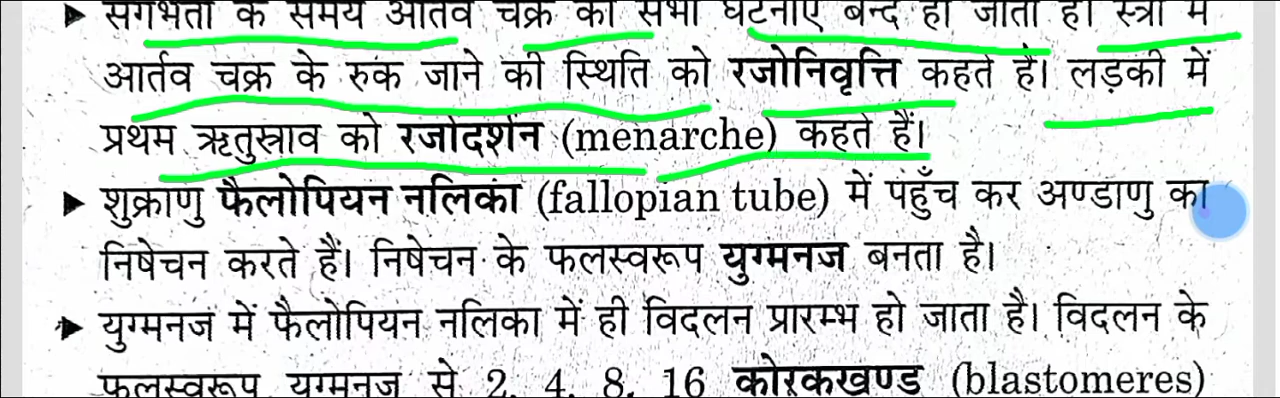 ► सगर्भता के समय आर्तव चक्र की सभी घटनाएँ बन्द हो जाती हैं। स्त्री में
आर्तव चक्र के रुक जाने की स्थिति को रजोनिवृत्ति कहते हैं। लड़की में
प्रथम ऋतुस्राव को रजोदर्शन (menarche) कहते हैं।
► शुक्राणु फैलोपियन नलिका (fallopian tube) में पहुँच कर अण्डाणु का
निषेचन करते हैं। निषेचन के फलस्वरूप युग्मनज बनता है।
► युग्मनज में फैलोपियन नलिका में ही विदलन प्रारम्भ हो जाता है। विदलन के
फलस्वरूप युग्मनज से 2, 4, 8, 16 कोरकखण्ड (blastomeres)